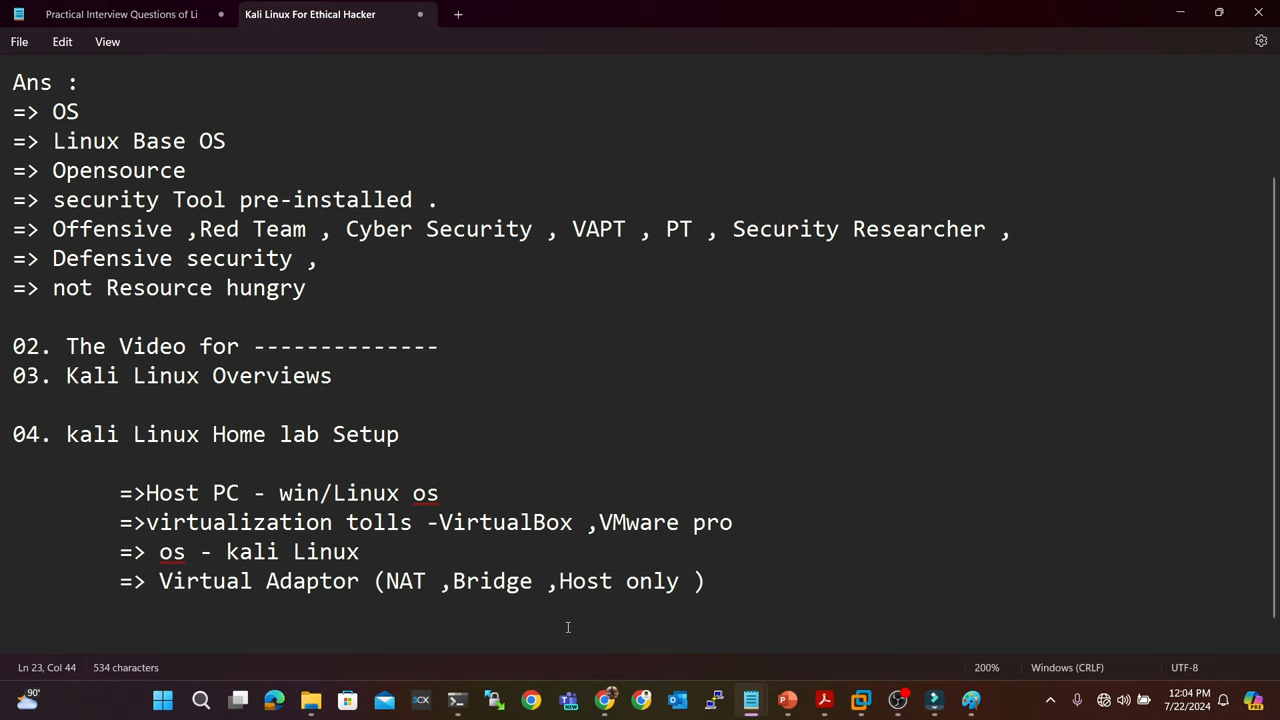 Practical Interview Questions of Li
Kali Linux For Ethical Hacker
File Edit View
Ans :
=> OS
=> Linux Base OS
=> Opensource
=> security Tool pre-installed .
=> Offensive ,Red Team , Cyber Security , VAPT , PT , Security Researcher ,
=> Defensive security ,
=> not Resource hungry
02. The Video for --------------
03. Kali Linux Overviews
04. kali Linux Home lab Setup
=>Host PC - win/Linux os
=>virtualization tolls -VirtualBox ,VMware pro
=> os - kali Linux
=> Virtual Adaptor (NAT ,Bridge ,Host only )
Ln 23, Col 44 534 characters 200% Windows (CRLF) UTF-8
90°
12:04 PM
7/22/2024